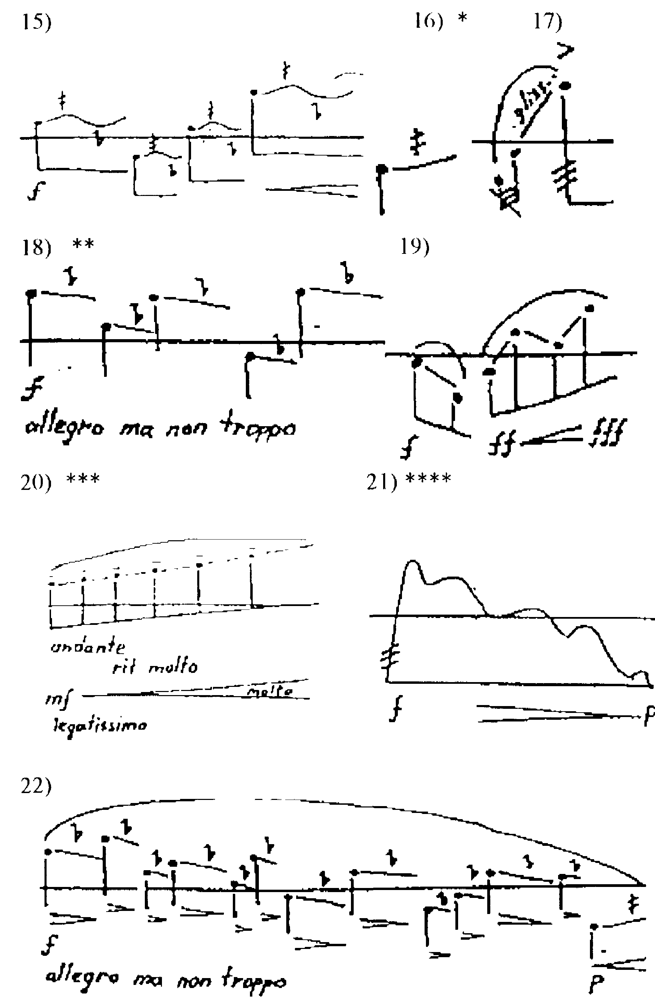 15) 16) * 17)
>
gliss.
f
18) ** 19)
f
allegro ma non troppo
f ff fff
20) *** 21) ****
andante
rit molto
mf molto
legatissimo
f p
22)
f
allegro ma non troppo
p